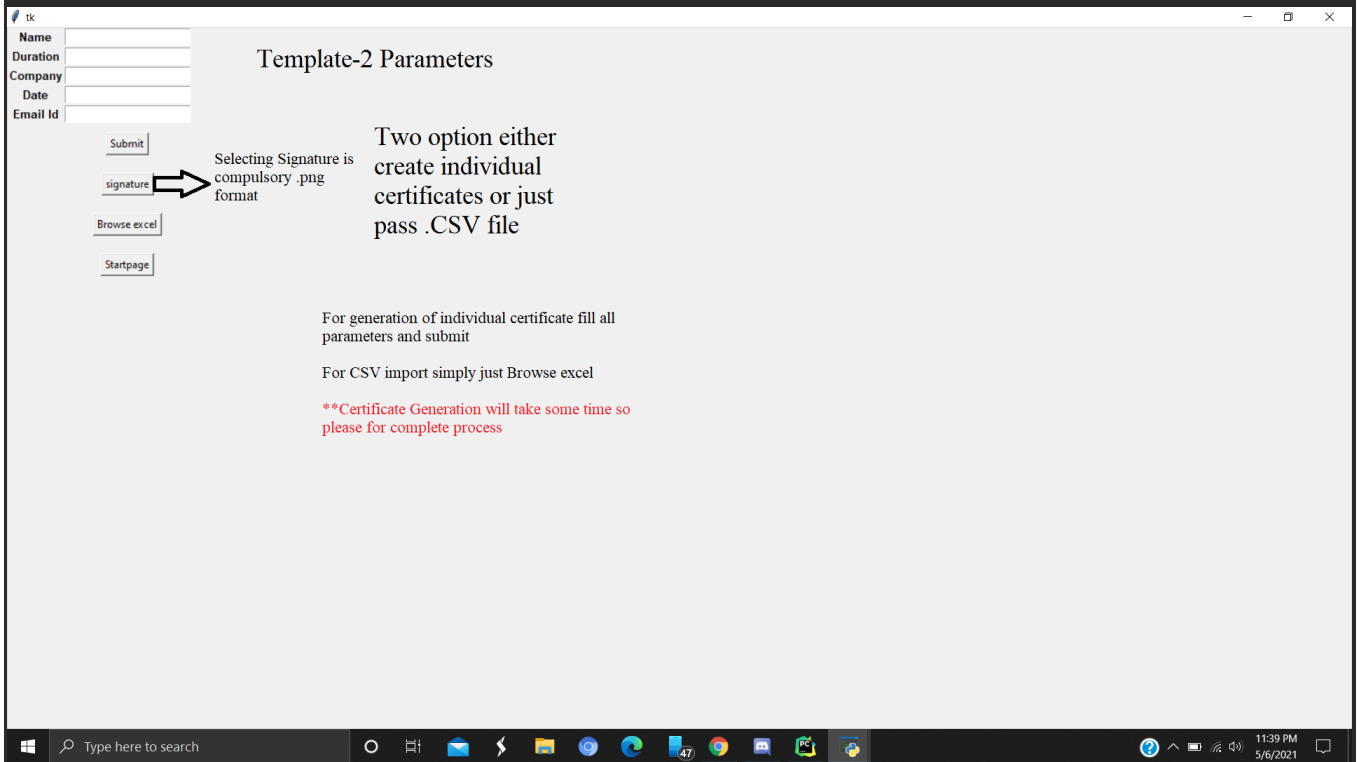 tk
Name
Duration
Company
Date
Email Id
Submit
signature
Browse excel
Startpage
Template-2 Parameters
Selecting Signature is
compulsory .png
format
Two option either
create individual
certificates or just
pass .CSV file
For generation of individual certificate fill all
parameters and submit
For CSV import simply just Browse excel
**Certificate Generation will take some time so
please for complete process
Type here to search
47
PC
11:39 PM
5/6/2021